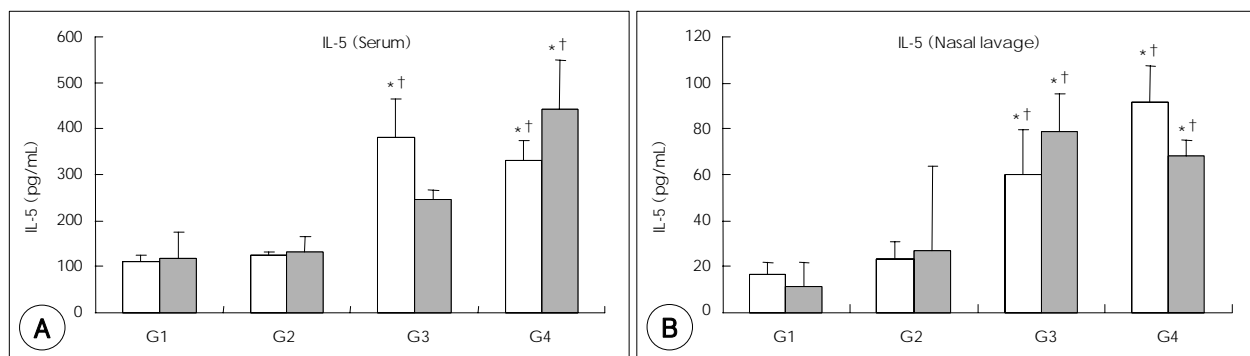 IL-5 (Serum)
IL-5 (pg/mL)
600
500
400
300
200
100
0
*†
*†
*†
G1 G2 G3 G4
A
IL-5 (Nasal lavage)
IL-5 (pg/mL)
120
100
80
60
40
20
0
*†
*†
*†
*†
G1 G2 G3 G4
B